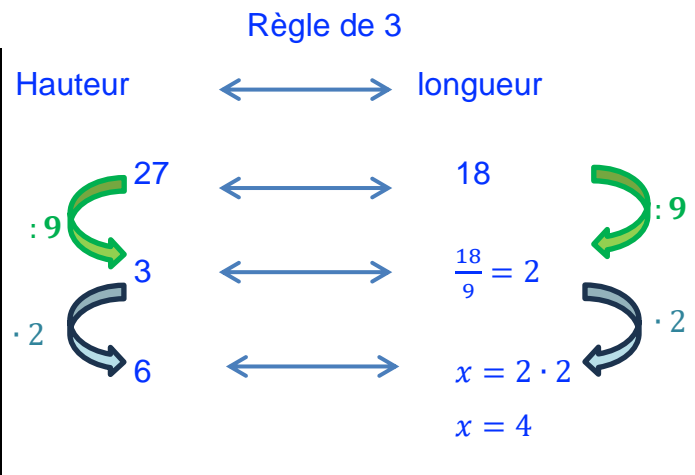 Règle de 3
Hauteur longueur
27 18
: 9 : 9
3 18/9 = 2
· 2 · 2
6 x = 2 · 2
x = 4